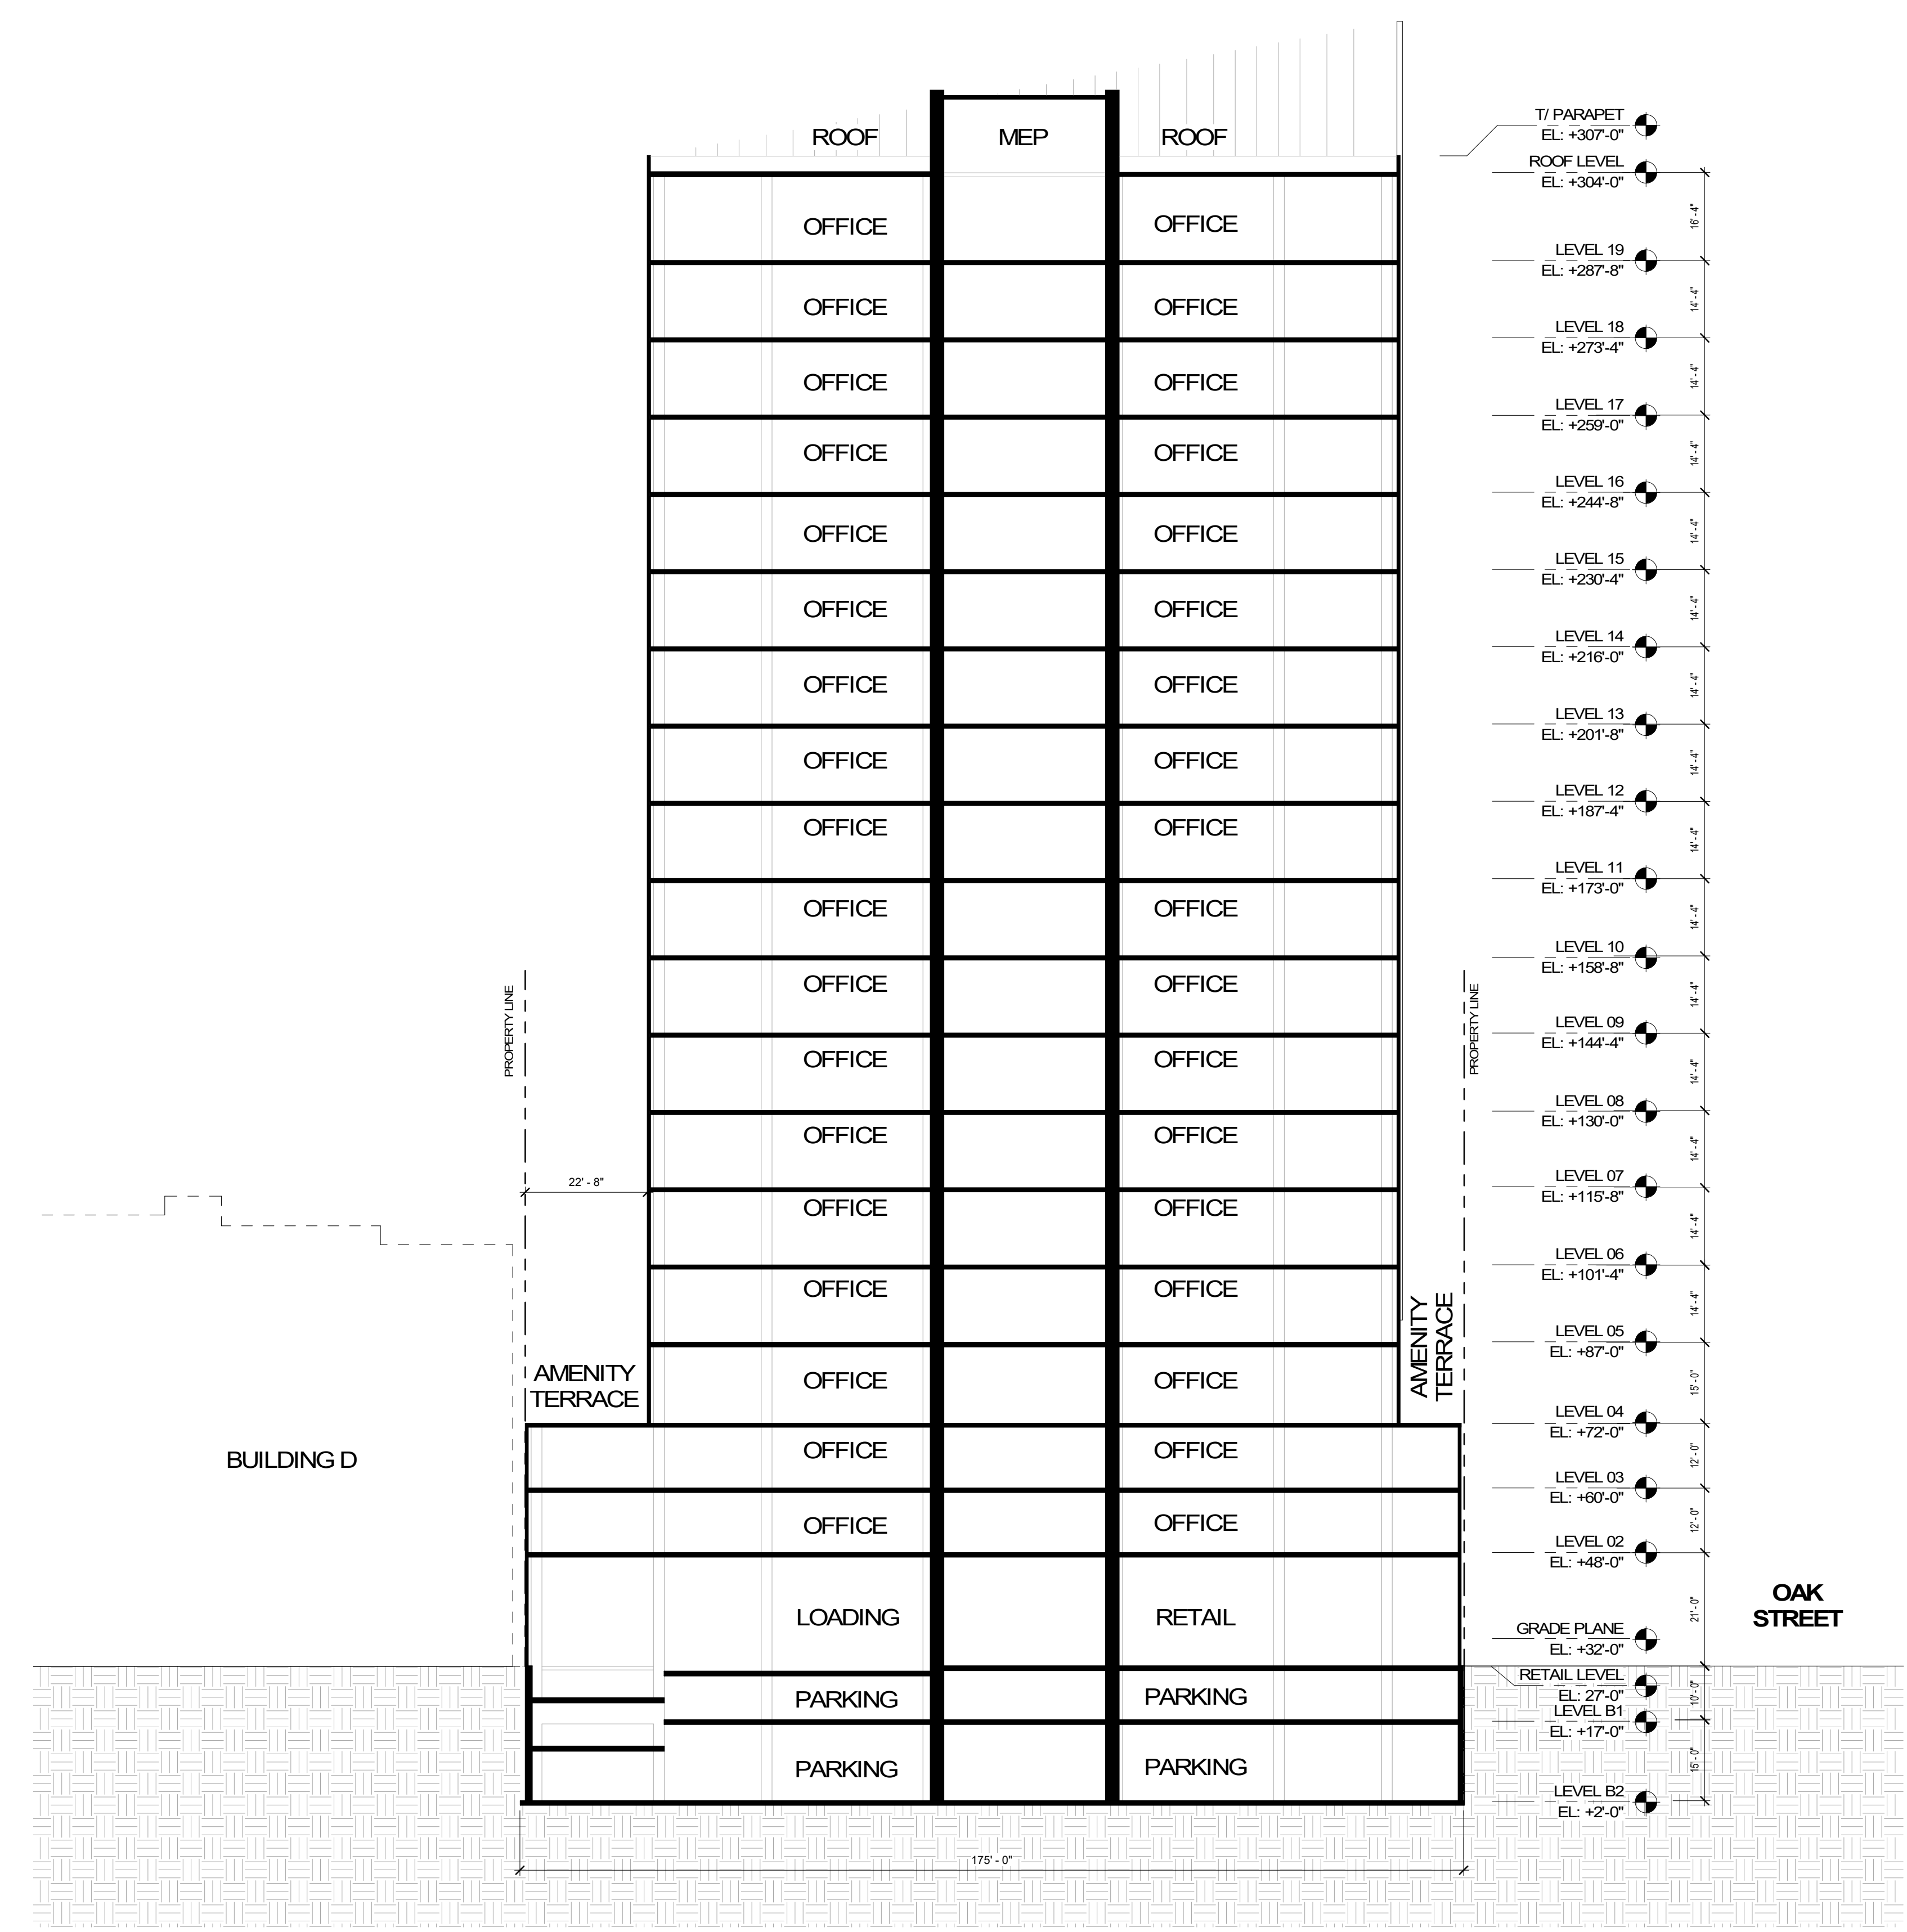 T/ PARAPET
EL: +307'-0"
ROOF
MEP
ROOF
ROOF LEVEL
EL: +304'-0"
16' - 4"
OFFICE
OFFICE
LEVEL 19
EL: +287'-8"
14' - 4"
OFFICE
OFFICE
LEVEL 18
EL: +273'-4"
14' - 4"
OFFICE
OFFICE
LEVEL 17
EL: +259'-0"
14' - 4"
OFFICE
OFFICE
LEVEL 16
EL: +244'-8"
14' - 4"
OFFICE
OFFICE
LEVEL 15
EL: +230'-4"
14' - 4"
OFFICE
OFFICE
LEVEL 14
EL: +216'-0"
14' - 4"
OFFICE
OFFICE
LEVEL 13
EL: +201'-8"
14' - 4"
OFFICE
OFFICE
LEVEL 12
EL: +187'-4"
14' - 4"
OFFICE
OFFICE
LEVEL 11
EL: +173'-0"
14' - 4"
OFFICE
OFFICE
LEVEL 10
EL: +158'-8"
14' - 4"
PROPERTY LINE
OFFICE
OFFICE
PROPERTY LINE
LEVEL 09
EL: +144'-4"
14' - 4"
OFFICE
OFFICE
LEVEL 08
EL: +130'-0"
14' - 4"
OFFICE
OFFICE
LEVEL 07
EL: +115'-8"
14' - 4"
22' - 8"
OFFICE
OFFICE
LEVEL 06
EL: +101'-4"
14' - 4"
OFFICE
OFFICE
LEVEL 05
EL: +87'-0"
15' - 0"
AMENITY
TERRACE
OFFICE
OFFICE
AMENITY
TERRACE
LEVEL 04
EL: +72'-0"
12' - 0"
BUILDING D
OFFICE
OFFICE
LEVEL 03
EL: +60'-0"
12' - 0"
OFFICE
OFFICE
LEVEL 02
EL: +48'-0"
21' - 0"
OAK
STREET
LOADING
RETAIL
GRADE PLANE
EL: +32'-0"
RETAIL LEVEL
EL: 27'-0"
10' - 0"
PARKING
PARKING
LEVEL B1
EL: +17'-0"
15' - 0"
PARKING
PARKING
LEVEL B2
EL: +2'-0"
175' - 0"